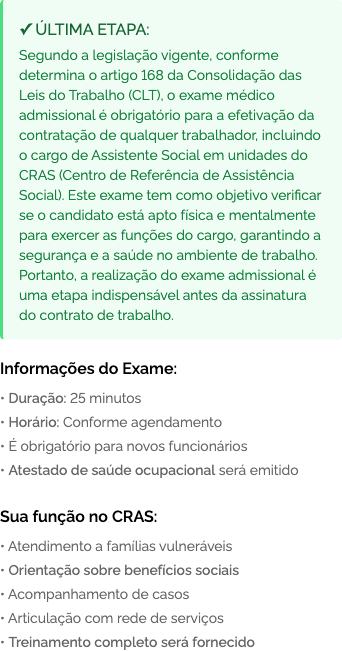 ✓ ÚLTIMA ETAPA:
Segundo a legislação vigente, conforme
determina o artigo 168 da Consolidação das
Leis do Trabalho (CLT), o exame médico
admissional é obrigatório para a efetivação da
contratação de qualquer trabalhador, incluindo
o cargo de Assistente Social em unidades do
CRAS (Centro de Referência de Assistência
Social). Este exame tem como objetivo verificar
se o candidato está apto física e mentalmente
para exercer as funções do cargo, garantindo a
segurança e a saúde no ambiente de trabalho.
Portanto, a realização do exame admissional é
uma etapa indispensável antes da assinatura
do contrato de trabalho.
Informações do Exame:
• Duração: 25 minutos
• Horário: Conforme agendamento
• É obrigatório para novos funcionários
• Atestado de saúde ocupacional será emitido
Sua função no CRAS:
• Atendimento a famílias vulneráveis
• Orientação sobre benefícios sociais
• Acompanhamento de casos
• Articulação com rede de serviços
• Treinamento completo será fornecido